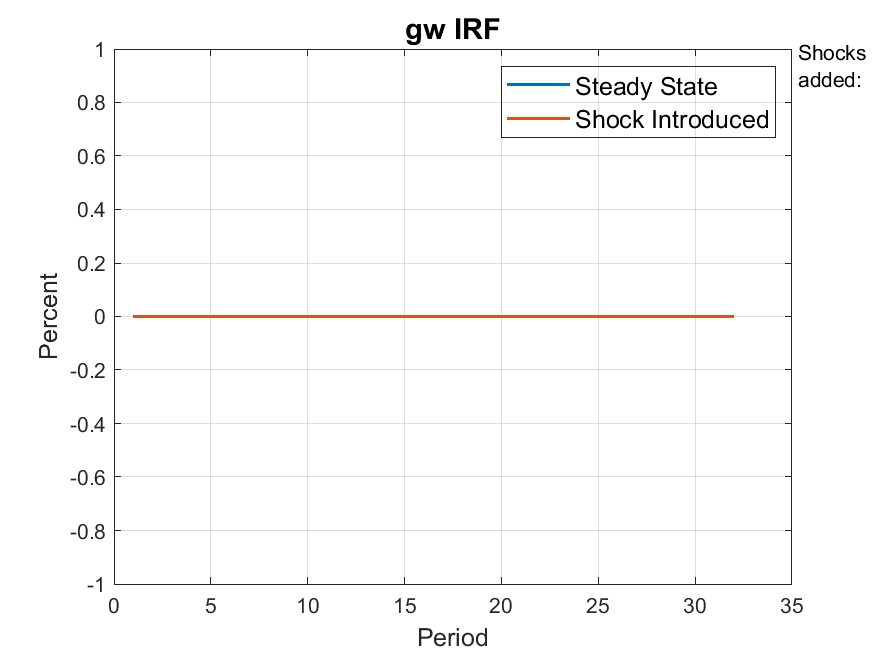 gw IRF
Shocks
added:
Steady State
Shock Introduced
1
0.8
0.6
0.4
0.2
0
-0.2
-0.4
-0.6
-0.8
-1
Percent
0 5 10 15 20 25 30 35
Period